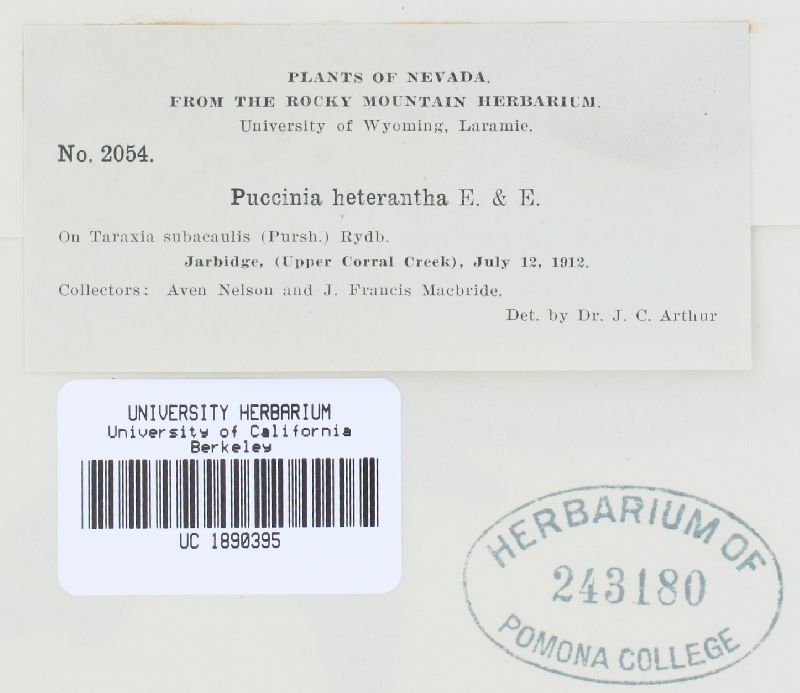 PLANTS OF NEVADA.
FROM THE ROCKY MOUNTAIN HERBARIUM.
University of Wyoming, Laramie.
No. 2054.
Puccinia heterantha E. & E.
On Taraxia subacaulis (Pursh.) Rydb.
Jarbidge, (Upper Corral Creek), July 12, 1912.
Collectors: Aven Nelson and J. Francis Macbride.
Det. by Dr. J. C. Arthur
UNIVERSITY HERBARIUM
University of California
Berkeley
UC 1890395
HERBARIUM OF
243180
POMONA COLLEGE